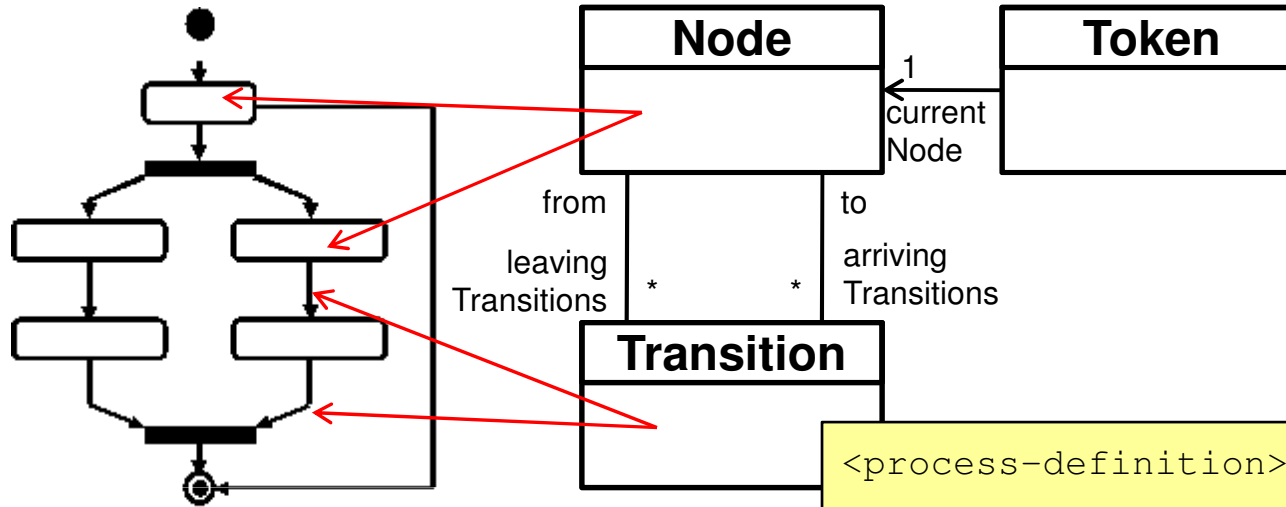 Node
Token
1
current
Node
from
to
leaving
Transitions
*
*
arriving
Transitions
Transition
<process-definition>